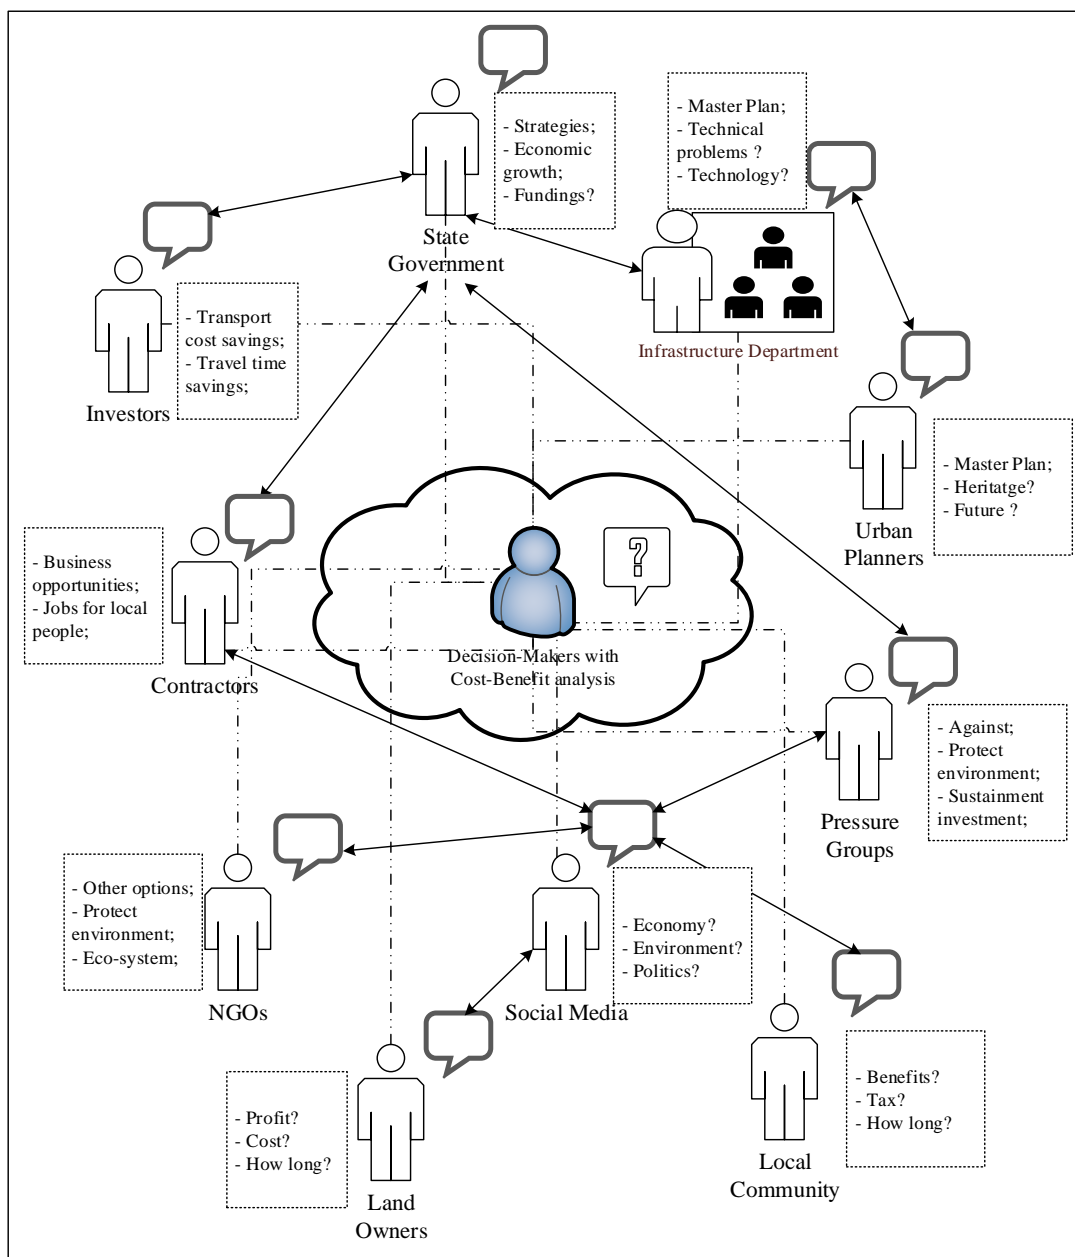 - Strategies;
- Economic
growth;
- Fundings?
State
Government
- Master Plan;
- Technical
problems ?
- Technology?
Infrastructure Department
- Transport
cost savings;
- Travel time
savings;
Investors
- Master Plan;
- Heritatge?
- Future ?
Urban
Planners
- Business
opportunities;
- Jobs for local
people;
Contractors
?
Decision-Makers with
Cost-Benefit analysis
- Against;
- Protect
environment;
- Sustainment
investment;
Pressure
Groups
- Other options;
- Protect
environment;
- Eco-system;
NGOs
- Economy?
- Environment?
- Politics?
Social Media
- Profit?
- Cost?
- How long?
Land
Owners
- Benefits?
- Tax?
- How long?
Local
Community